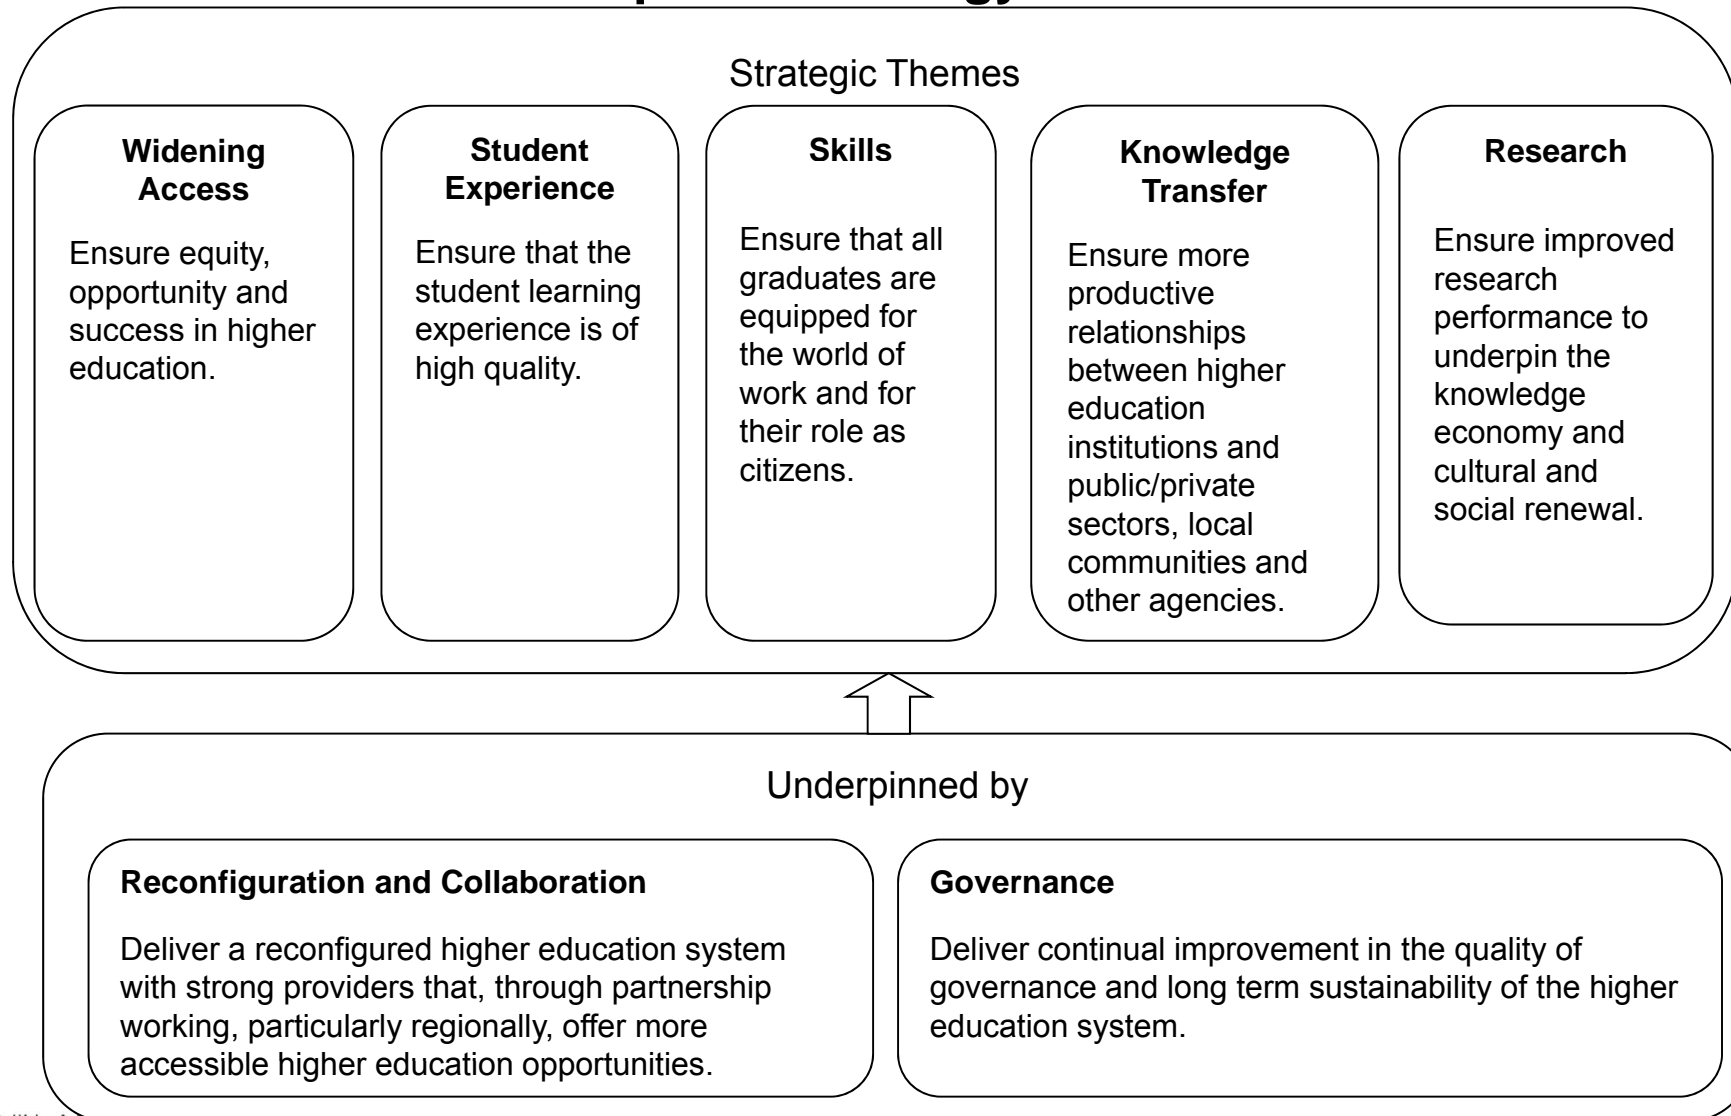 Strategic Themes
Widening
Access
Ensure equity,
opportunity and
success in higher
education.
Student
Experience
Ensure that the
student learning
experience is of
high quality.
Skills
Ensure that all
graduates are
equipped for
the world of
work and for
their role as
citizens.
Knowledge
Transfer
Ensure more
productive
relationships
between higher
education
institutions and
public/private
sectors, local
communities and
other agencies.
Research
Ensure improved
research
performance to
underpin the
knowledge
economy and
cultural and
social renewal.
Underpinned by
Reconfiguration and Collaboration
Deliver a reconfigured higher education system
with strong providers that, through partnership
working, particularly regionally, offer more
accessible higher education opportunities.
Governance
Deliver continual improvement in the quality of
governance and long term sustainability of the higher
education system.